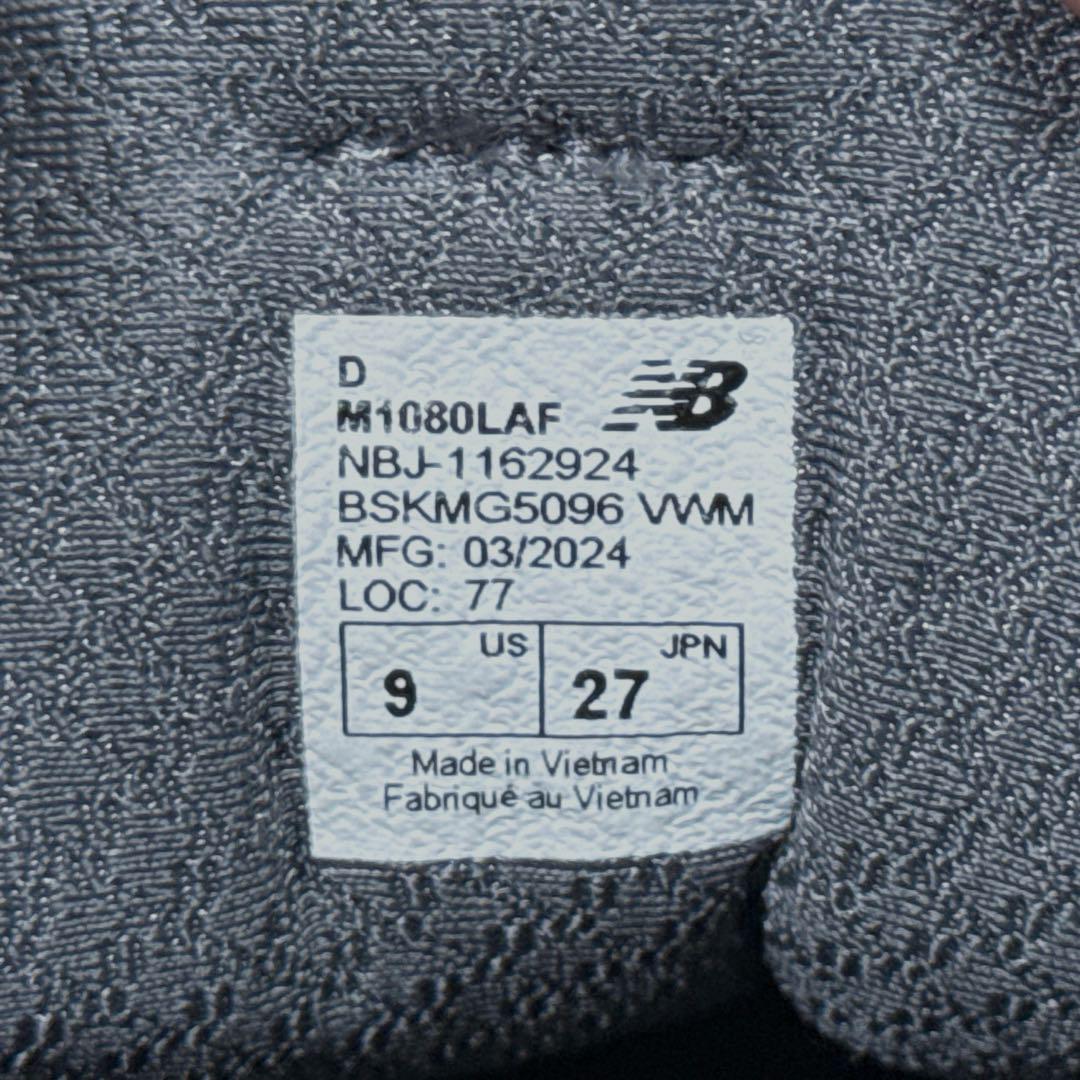 D
M1080LAF
NBJ-1162924
BSKMG5096 VWM
MFG: 03/2024
LOC: 77
US JPN
9 27
Made in Vietnam
Fabriqué au Vietnam